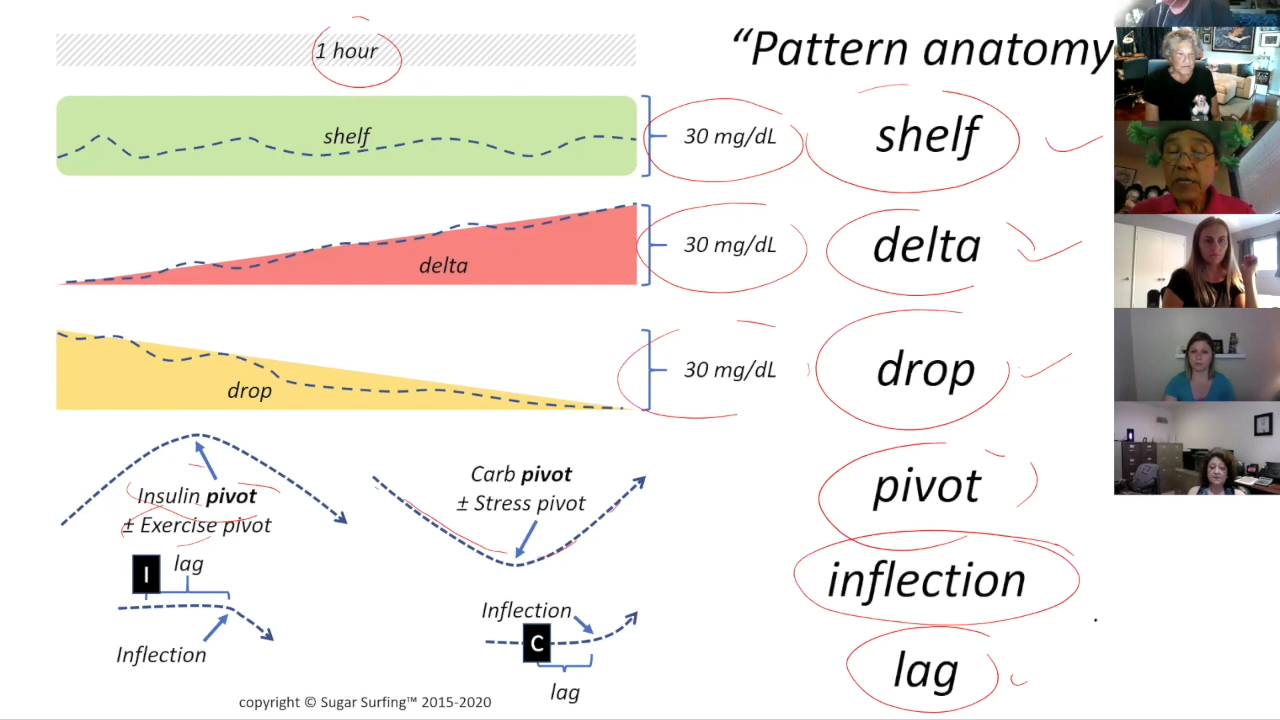 1 hour
“Pattern anatomy
shelf
30 mg/dL
shelf
delta
30 mg/dL
delta
drop
30 mg/dL
drop
Insulin pivot
± Exercise pivot
Carb pivot
± Stress pivot
pivot
I
lag
Inflection
Inflection
C
lag
inflection
lag
copyright © Sugar Surfing™ 2015-2020